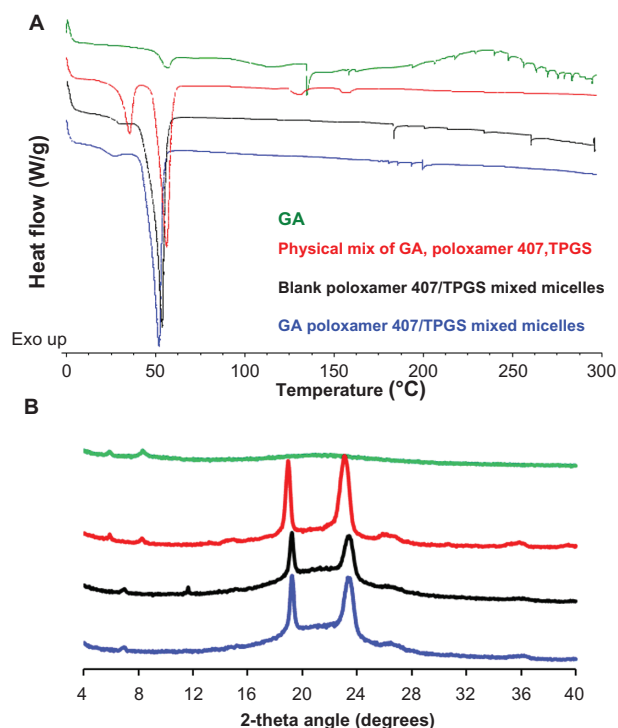 A
Heat flow (W/g)
GA
Physical mix of GA, poloxamer 407,TPGS
Blank poloxamer 407/TPGS mixed micelles
GA poloxamer 407/TPGS mixed micelles
Exo up
0 50 100 150 200 250 300
Temperature (°C)
B
4 8 12 16 20 24 28 32 36 40
2-theta angle (degrees)